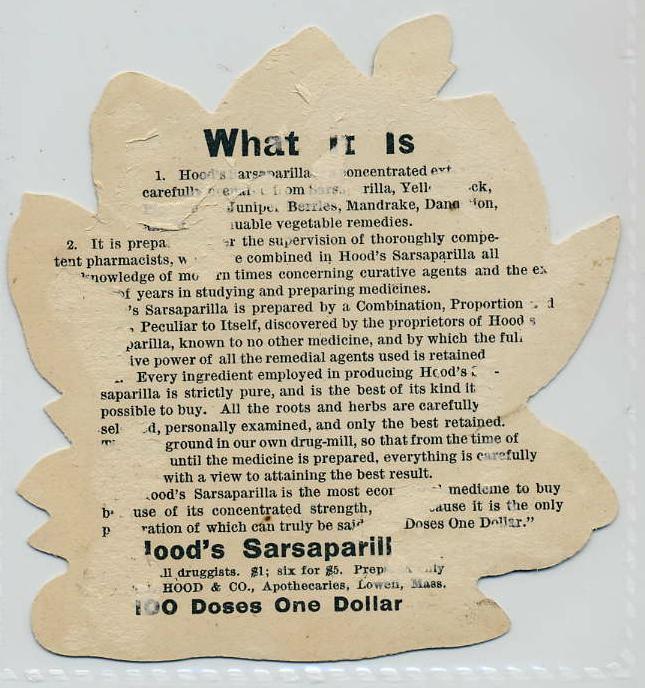 What It Is
1. Hood's Sarsaparilla concentrated
carefully from rilla,
Juniper Berries, Mandrake,
vegetable remedies.
2. It is the supervision of thoroughly compe-
tent pharmacists, combined in Hood's Sarsaparilla all
knowledge of times concerning curative agents and the
of years in studying and preparing medicines.
's Sarsaparilla is prepared by a Combination, Proportion
, Peculiar to Itself, discovered by the proprietors of Hood's
parilla, known to no other medicine, and by which the full
ive power of all the remedial agents used is retained
Every ingredient employed in producing Hood's
saparilla is strictly pure, and is the best of its kind it
possible to buy. All the roots and herbs are carefully
personally examined, and only the best retained.
ground in our own drug-mill, so that from the time of
until the medicine is prepared, everything is carefully
with a view to attaining the best result.
ood's Sarsaparilla is the most medicine to buy
use of its concentrated strength, it is the only
ration of which can truly be said Doses One Dollar."
Hood's Sarsaparill
druggists. $1; six for $5.
HOOD & CO., Apothecaries, Lowell, Mass.
100 Doses One Dollar